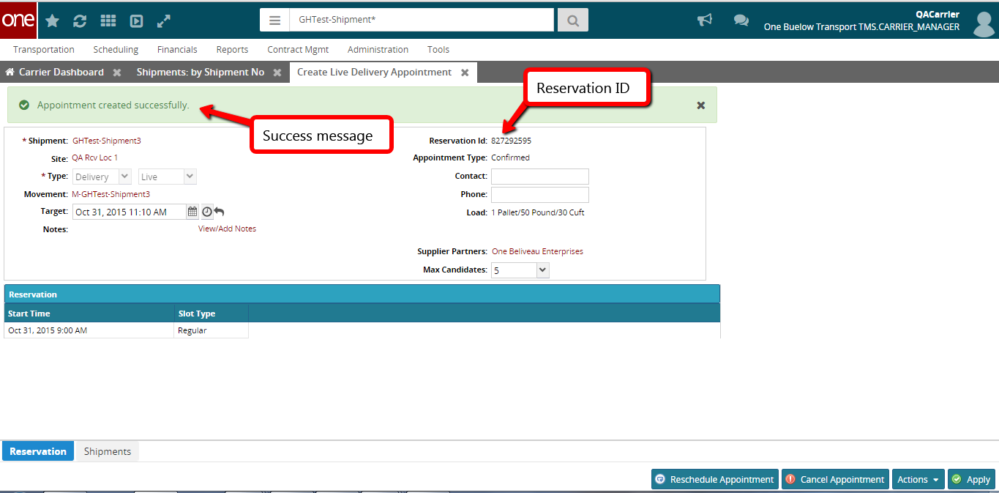 one
GHTest-Shipment*
QACarrier
One Buelow Transport TMS.CARRIER_MANAGER
Transportation Scheduling Financials Reports Contract Mgmt Administration Tools
Carrier Dashboard Shipments: by Shipment No Create Live Delivery Appointment
Reservation ID
Appointment created successfully.
Success message
* Shipment: GHTest-Shipment3 Reservation Id: 827292595
Site: QA Rcv Loc 1 Appointment Type: Confirmed
* Type: Delivery Live Contact:
Movement: M-GHTest-Shipment3 Phone:
Target: Oct 31, 2015 11:10 AM Load: 1 Pallet/50 Pound/30 Cuft
Notes: View/Add Notes
Supplier Partners: One Beliveau Enterprises
Max Candidates: 5
Reservation
Start Time Slot Type
Oct 31, 2015 9:00 AM Regular
Reservation Shipments
Reschedule Appointment Cancel Appointment Actions Apply